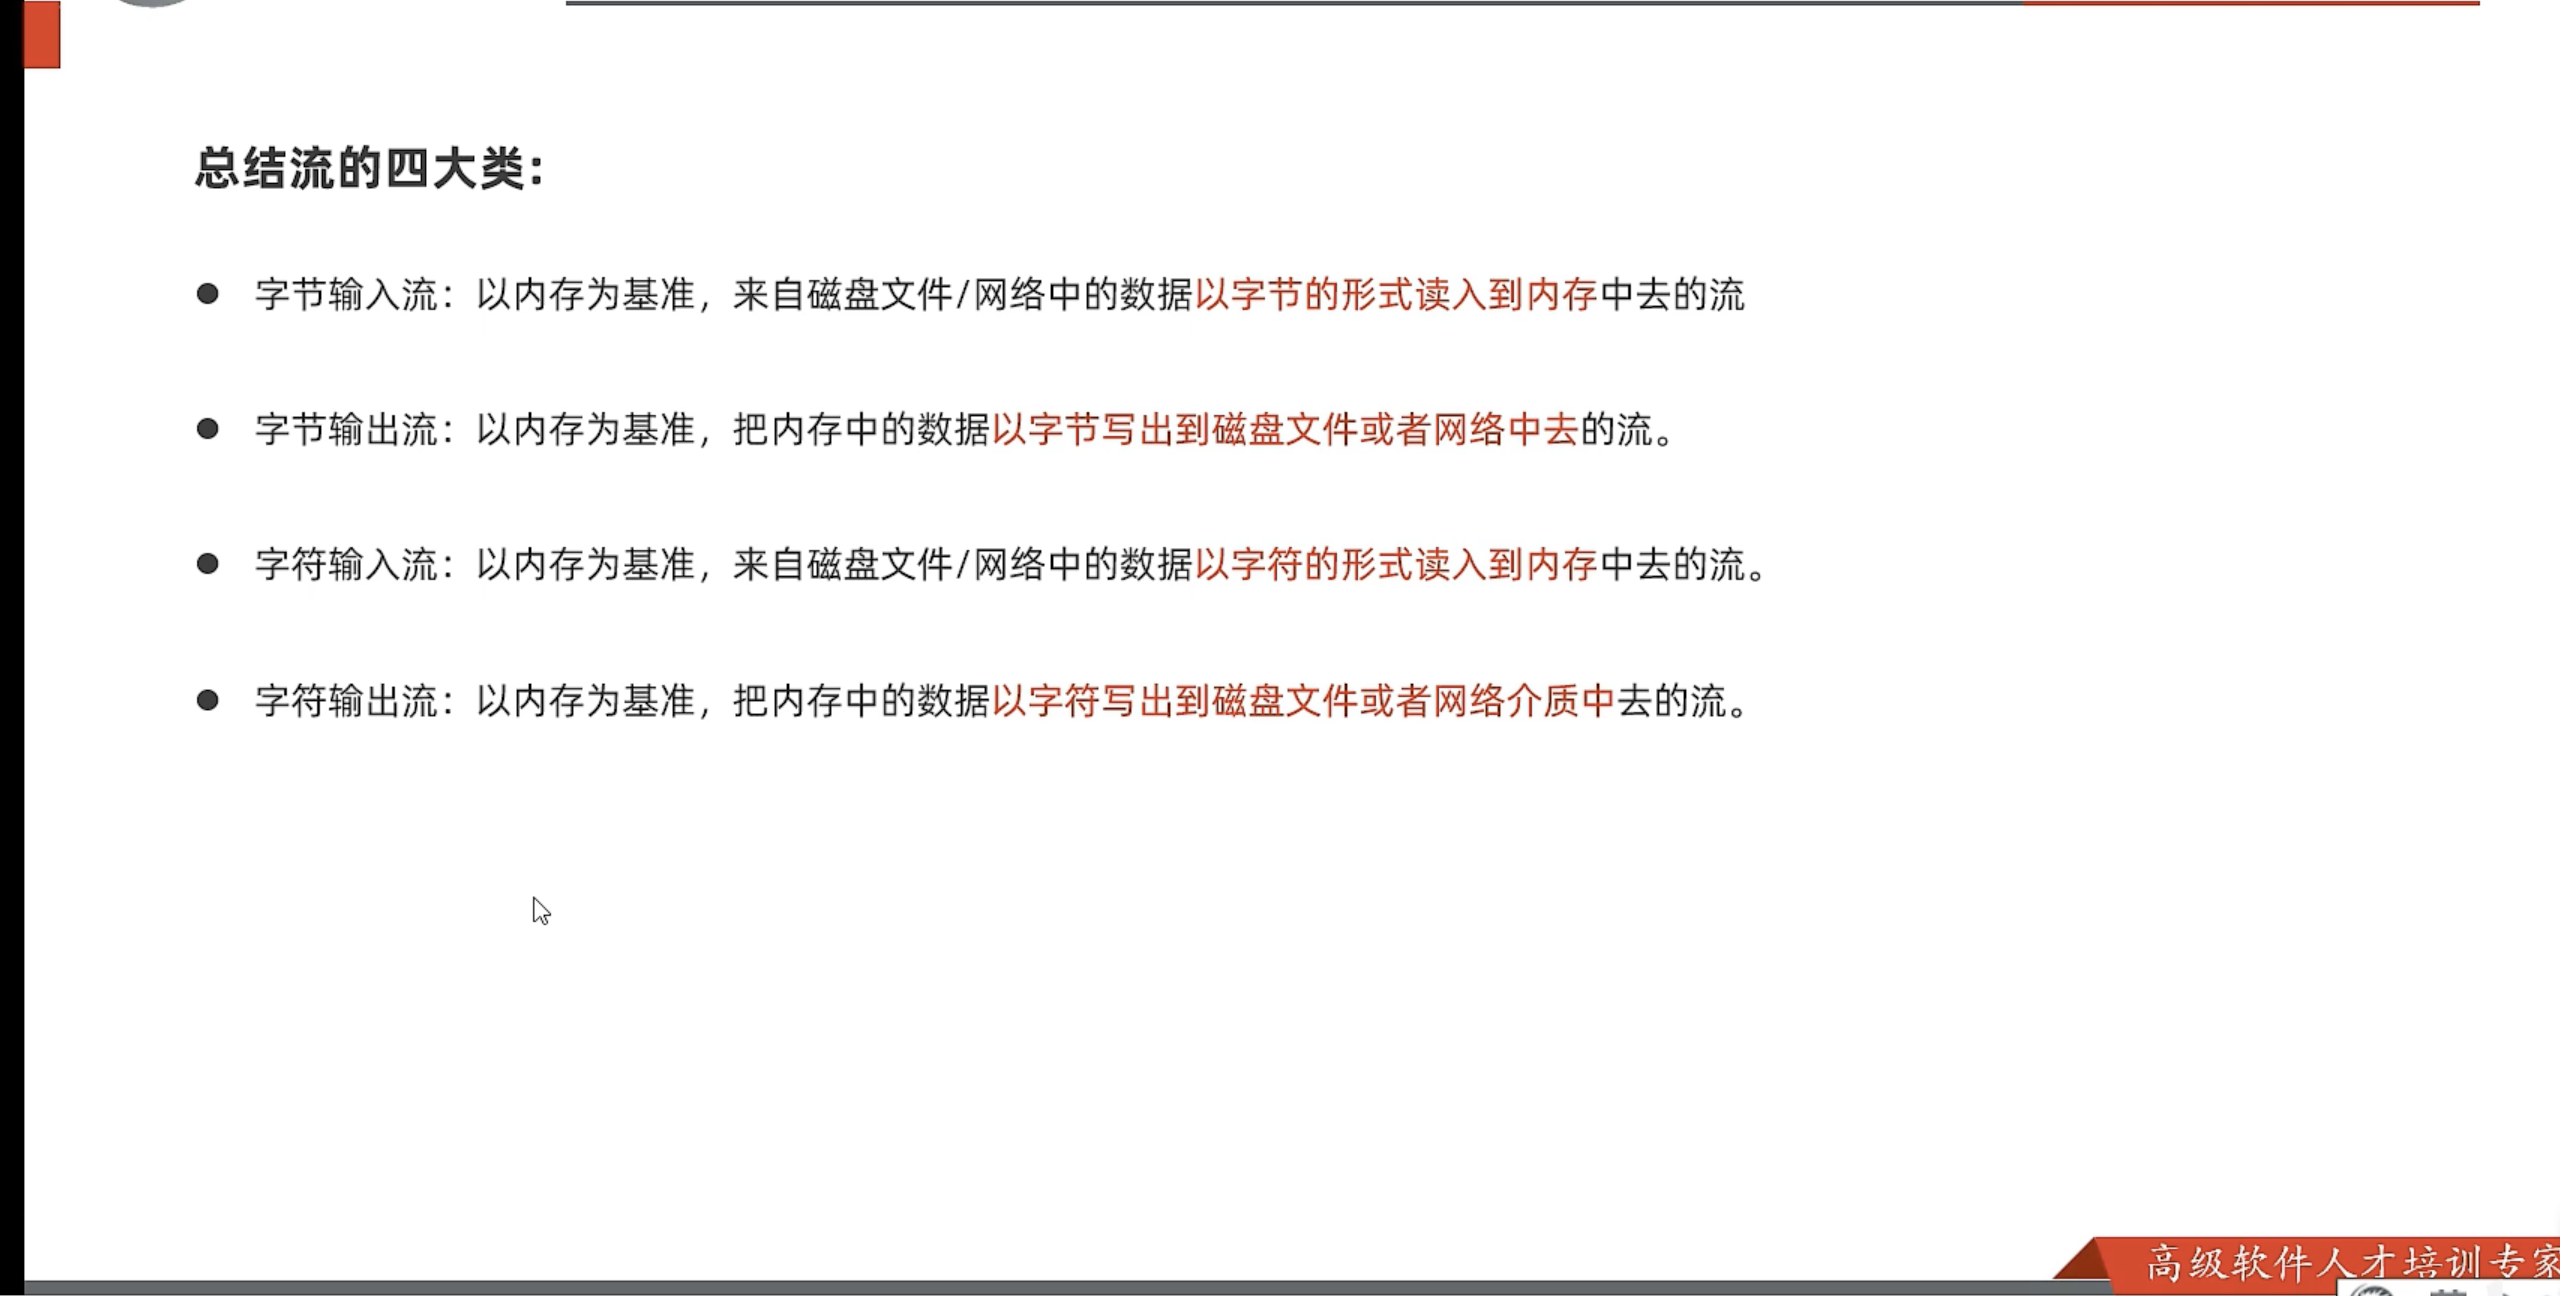 总结流的四大类：
● 字节输入流：以内存为基准，来自磁盘文件/网络中的数据以字节的形式读入到内存中去的流
● 字节输出流：以内存为基准，把内存中的数据以字节写出到磁盘文件或者网络中去的流。
● 字符输入流：以内存为基准，来自磁盘文件/网络中的数据以字符的形式读入到内存中去的流。
● 字符输出流：以内存为基准，把内存中的数据以字符写出到磁盘文件或者网络介质中去的流。
高级软件人才培训专家